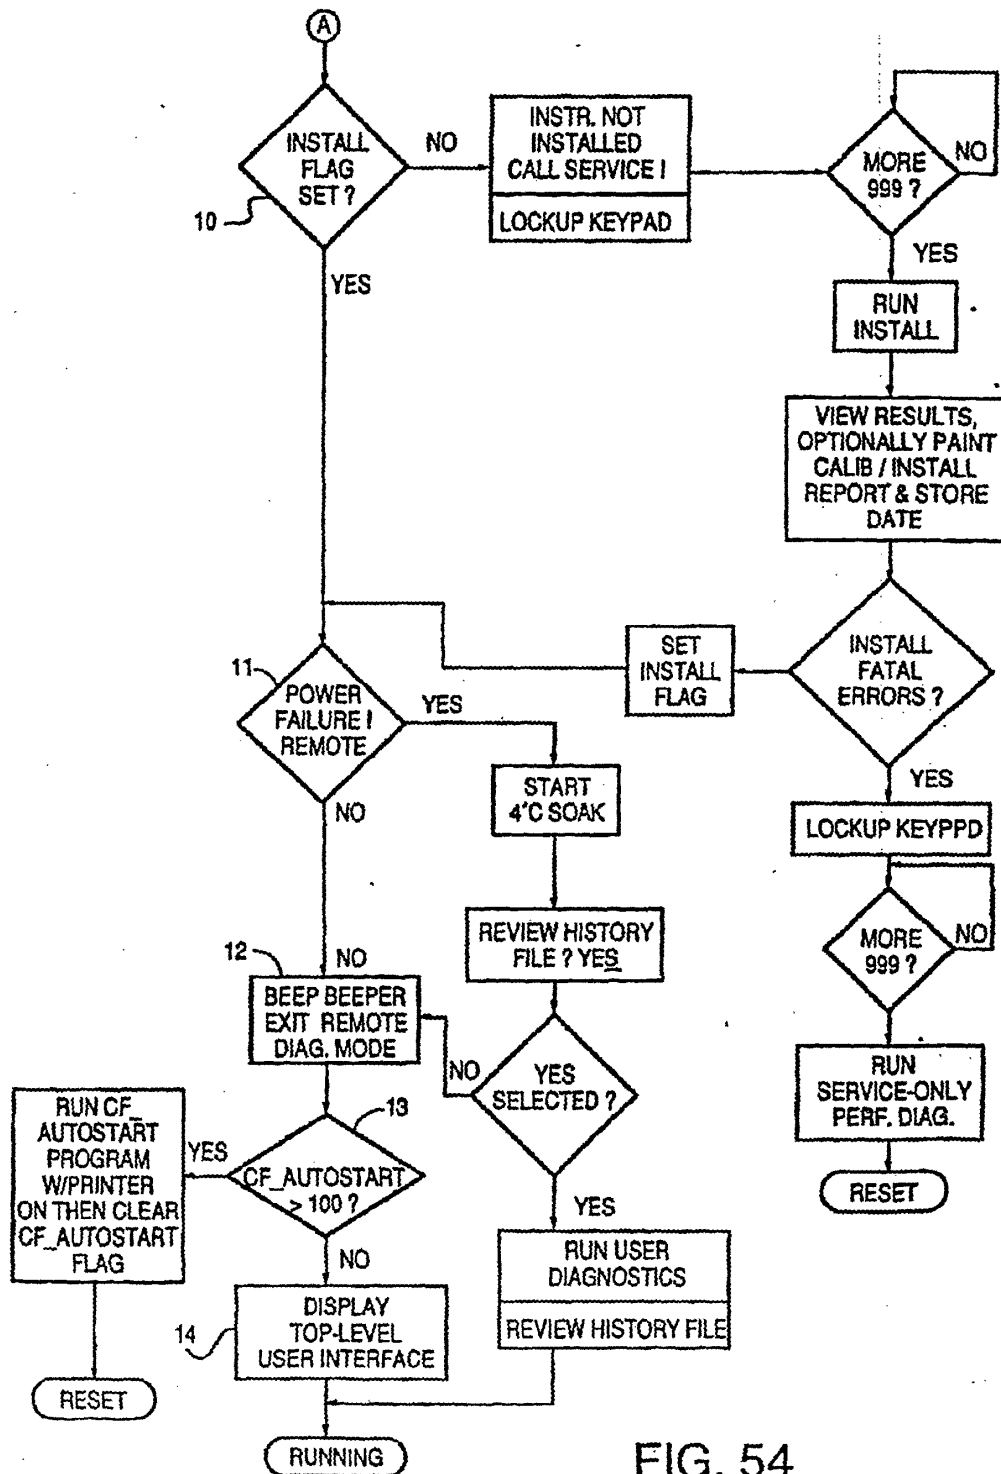 A
INSTALL
FLAG
SET ?
10
NO
YES
INSTR. NOT
INSTALLED
CALL SERVICE !
LOCKUP KEYPAD
MORE
999 ?
NO
YES
RUN
INSTALL
VIEW RESULTS,
OPTIONALLY PAINT
CALIB / INSTALL
REPORT & STORE
DATE
INSTALL
FATAL
ERRORS ?
SET
INSTALL
FLAG
YES
LOCKUP KEYPPD
MORE
999 ?
NO
RUN
SERVICE-ONLY
PERF. DIAG.
RESET
11
POWER
FAILURE !
REMOTE
YES
NO
START
4°C SOAK
REVIEW HISTORY
FILE ? YES
YES
SELECTED ?
NO
YES
RUN USER
DIAGNOSTICS
REVIEW HISTORY FILE
12
NO
BEEP BEEPER
EXIT REMOTE
DIAG. MODE
13
CF_AUTOSTART
> 100 ?
YES
NO
RUN CF_
AUTOSTART
PROGRAM
W/PRINTER
ON THEN CLEAR
CF_AUTOSTART
FLAG
RESET
14
DISPLAY
TOP-LEVEL
USER INTERFACE
RUNNING
FIG. 54